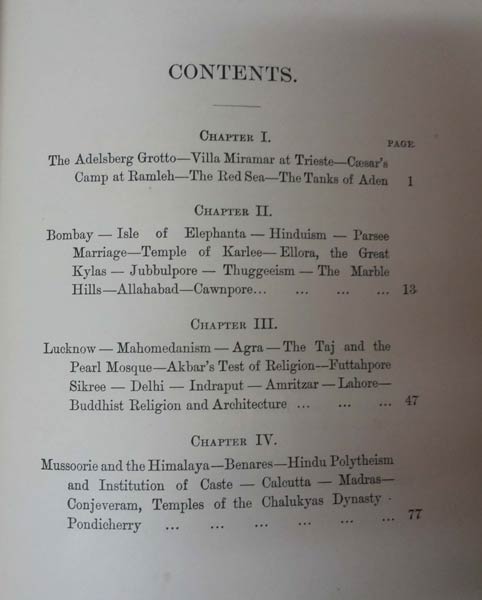 CONTENTS.
CHAPTER I.
PAGE
The Adelsberg Grotto—Villa Miramar at Trieste—Cæsar's
Camp at Ramleh—The Red Sea—The Tanks of Aden 1
CHAPTER II.
Bombay — Isle of Elephanta — Hinduism — Parsee
Marriage—Temple of Karlee—Ellora, the Great
Kylas — Jubbulpore — Thuggeeism — The Marble
Hills—Allahabad—Cawnpore... ... ... ... 13
CHAPTER III.
Lucknow — Mahomedanism — Agra — The Taj and the
Pearl Mosque—Akbar's Test of Religion—Futtahpore
Sikree — Delhi — Indraput — Amritzar — Lahore—
Buddhist Religion and Architecture ... ... ... 47
CHAPTER IV.
Mussoorie and the Himalaya—Benares—Hindu Polytheism
and Institution of Caste — Calcutta — Madras—
Conjeveram, Temples of the Chalukyas Dynasty -
Pondicherry ... ... ... ... ... ... 77